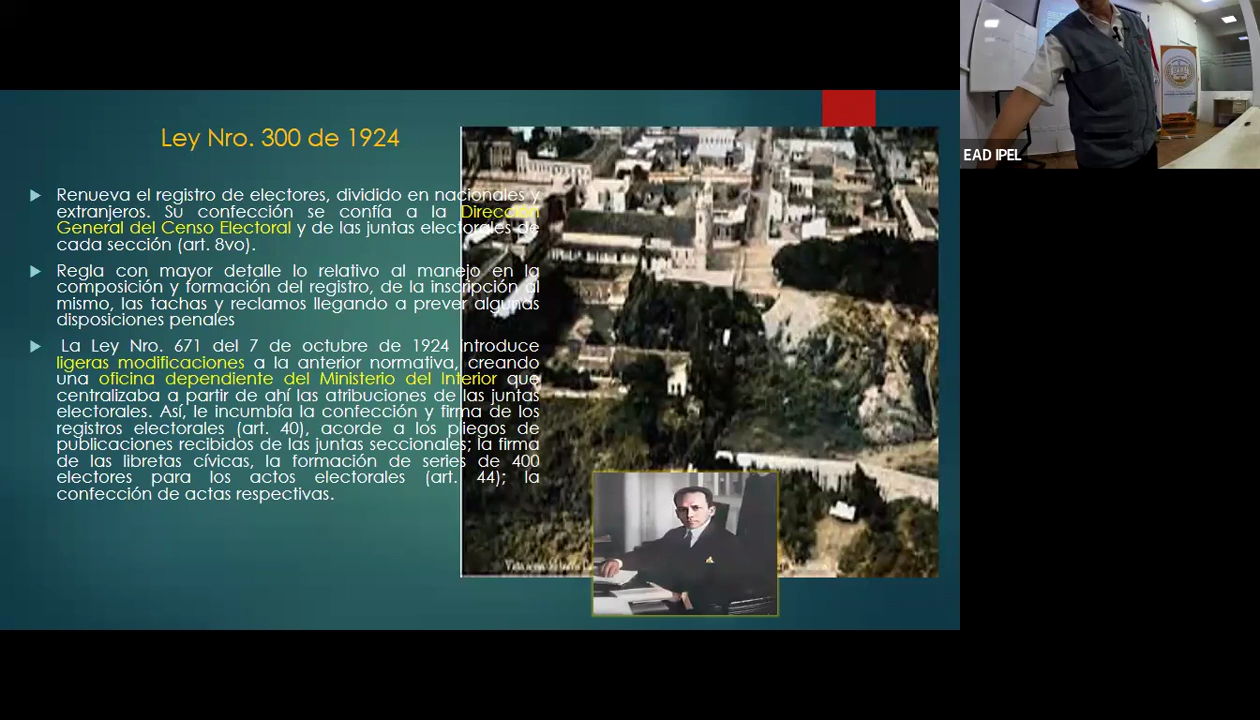 Ley Nro. 300 de 1924
Renueva el registro de electores, dividido en nacionales y
extranjeros. Su confección se confía a la Dirección
General del Censo Electoral y de las juntas electorales de
cada sección (art. 8vo).
Regla con mayor detalle lo relativo al manejo en la
composición y formación del registro, de la inscripción al
mismo, las tachas y reclamos llegando a prever algunas
disposiciones penales
La Ley Nro. 671 del 7 de octubre de 1924 introduce
ligeras modificaciones a la anterior normativa, creando
una oficina dependiente del Ministerio del Interior que
centralizaba a partir de ahí las atribuciones de las juntas
electorales. Así, le incumbía la confección y firma de los
registros electorales (art. 40), acorde a los pliegos de
publicaciones recibidos de las juntas seccionales; la firma
de las libretas cívicas, la formación de series de 400
electores para los actos electorales (art. 44); la
confección de actas respectivas.
EAD IPEL